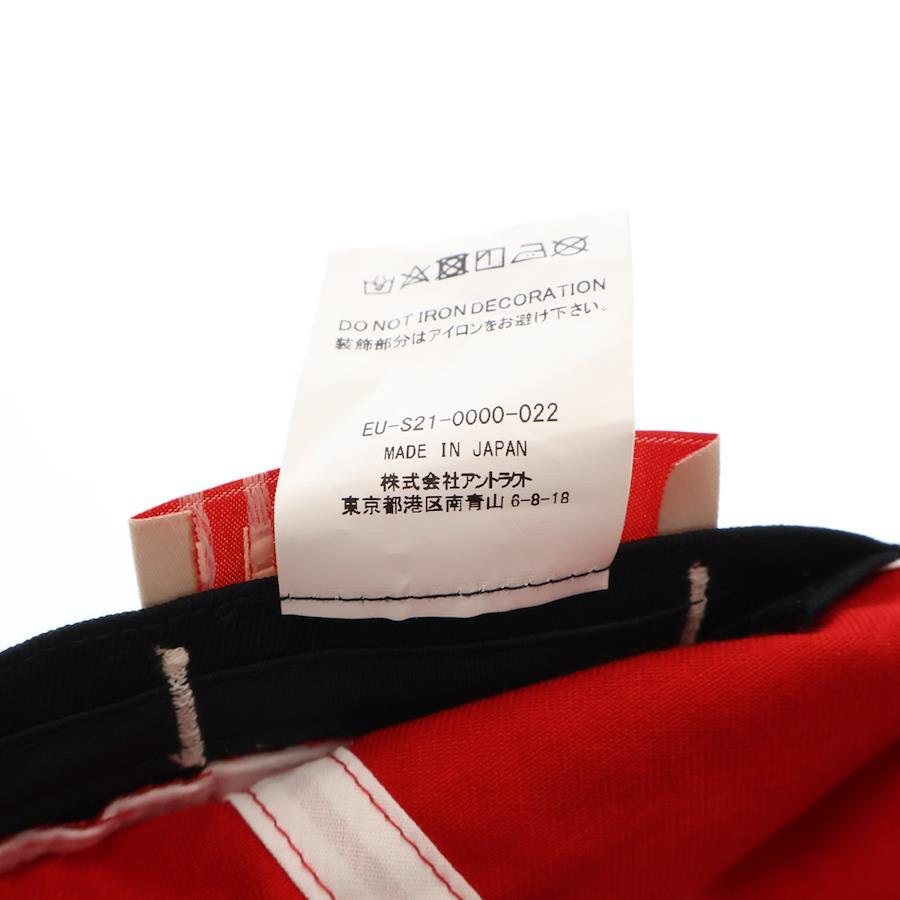 DO NOT IRON DECORATION
装飾部分はアイロンをお避け下さい。
EU-S21-0000-022
MADE IN JAPAN
株式会社アントラクト
東京都港区南青山 6-8-18